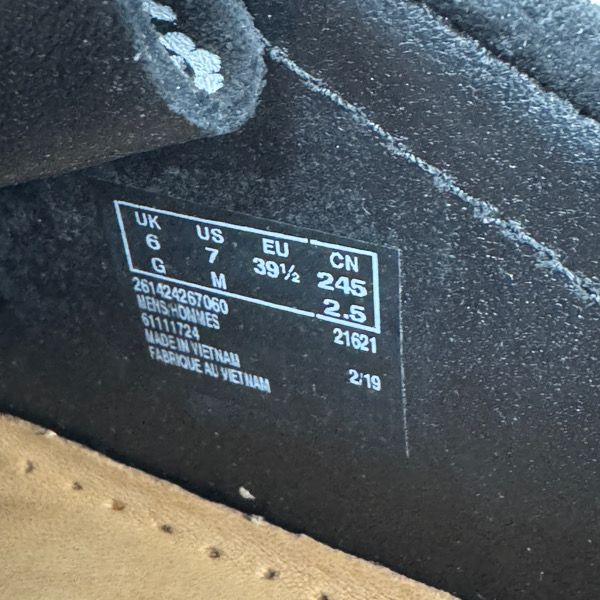 UK US EU CN
6 7 39½ 245
G M 2.5
261424267060
MENS/HOMMES 21621
61111724
MADE IN VIETNAM
FABRIQUE AU VIETNAM 2/19